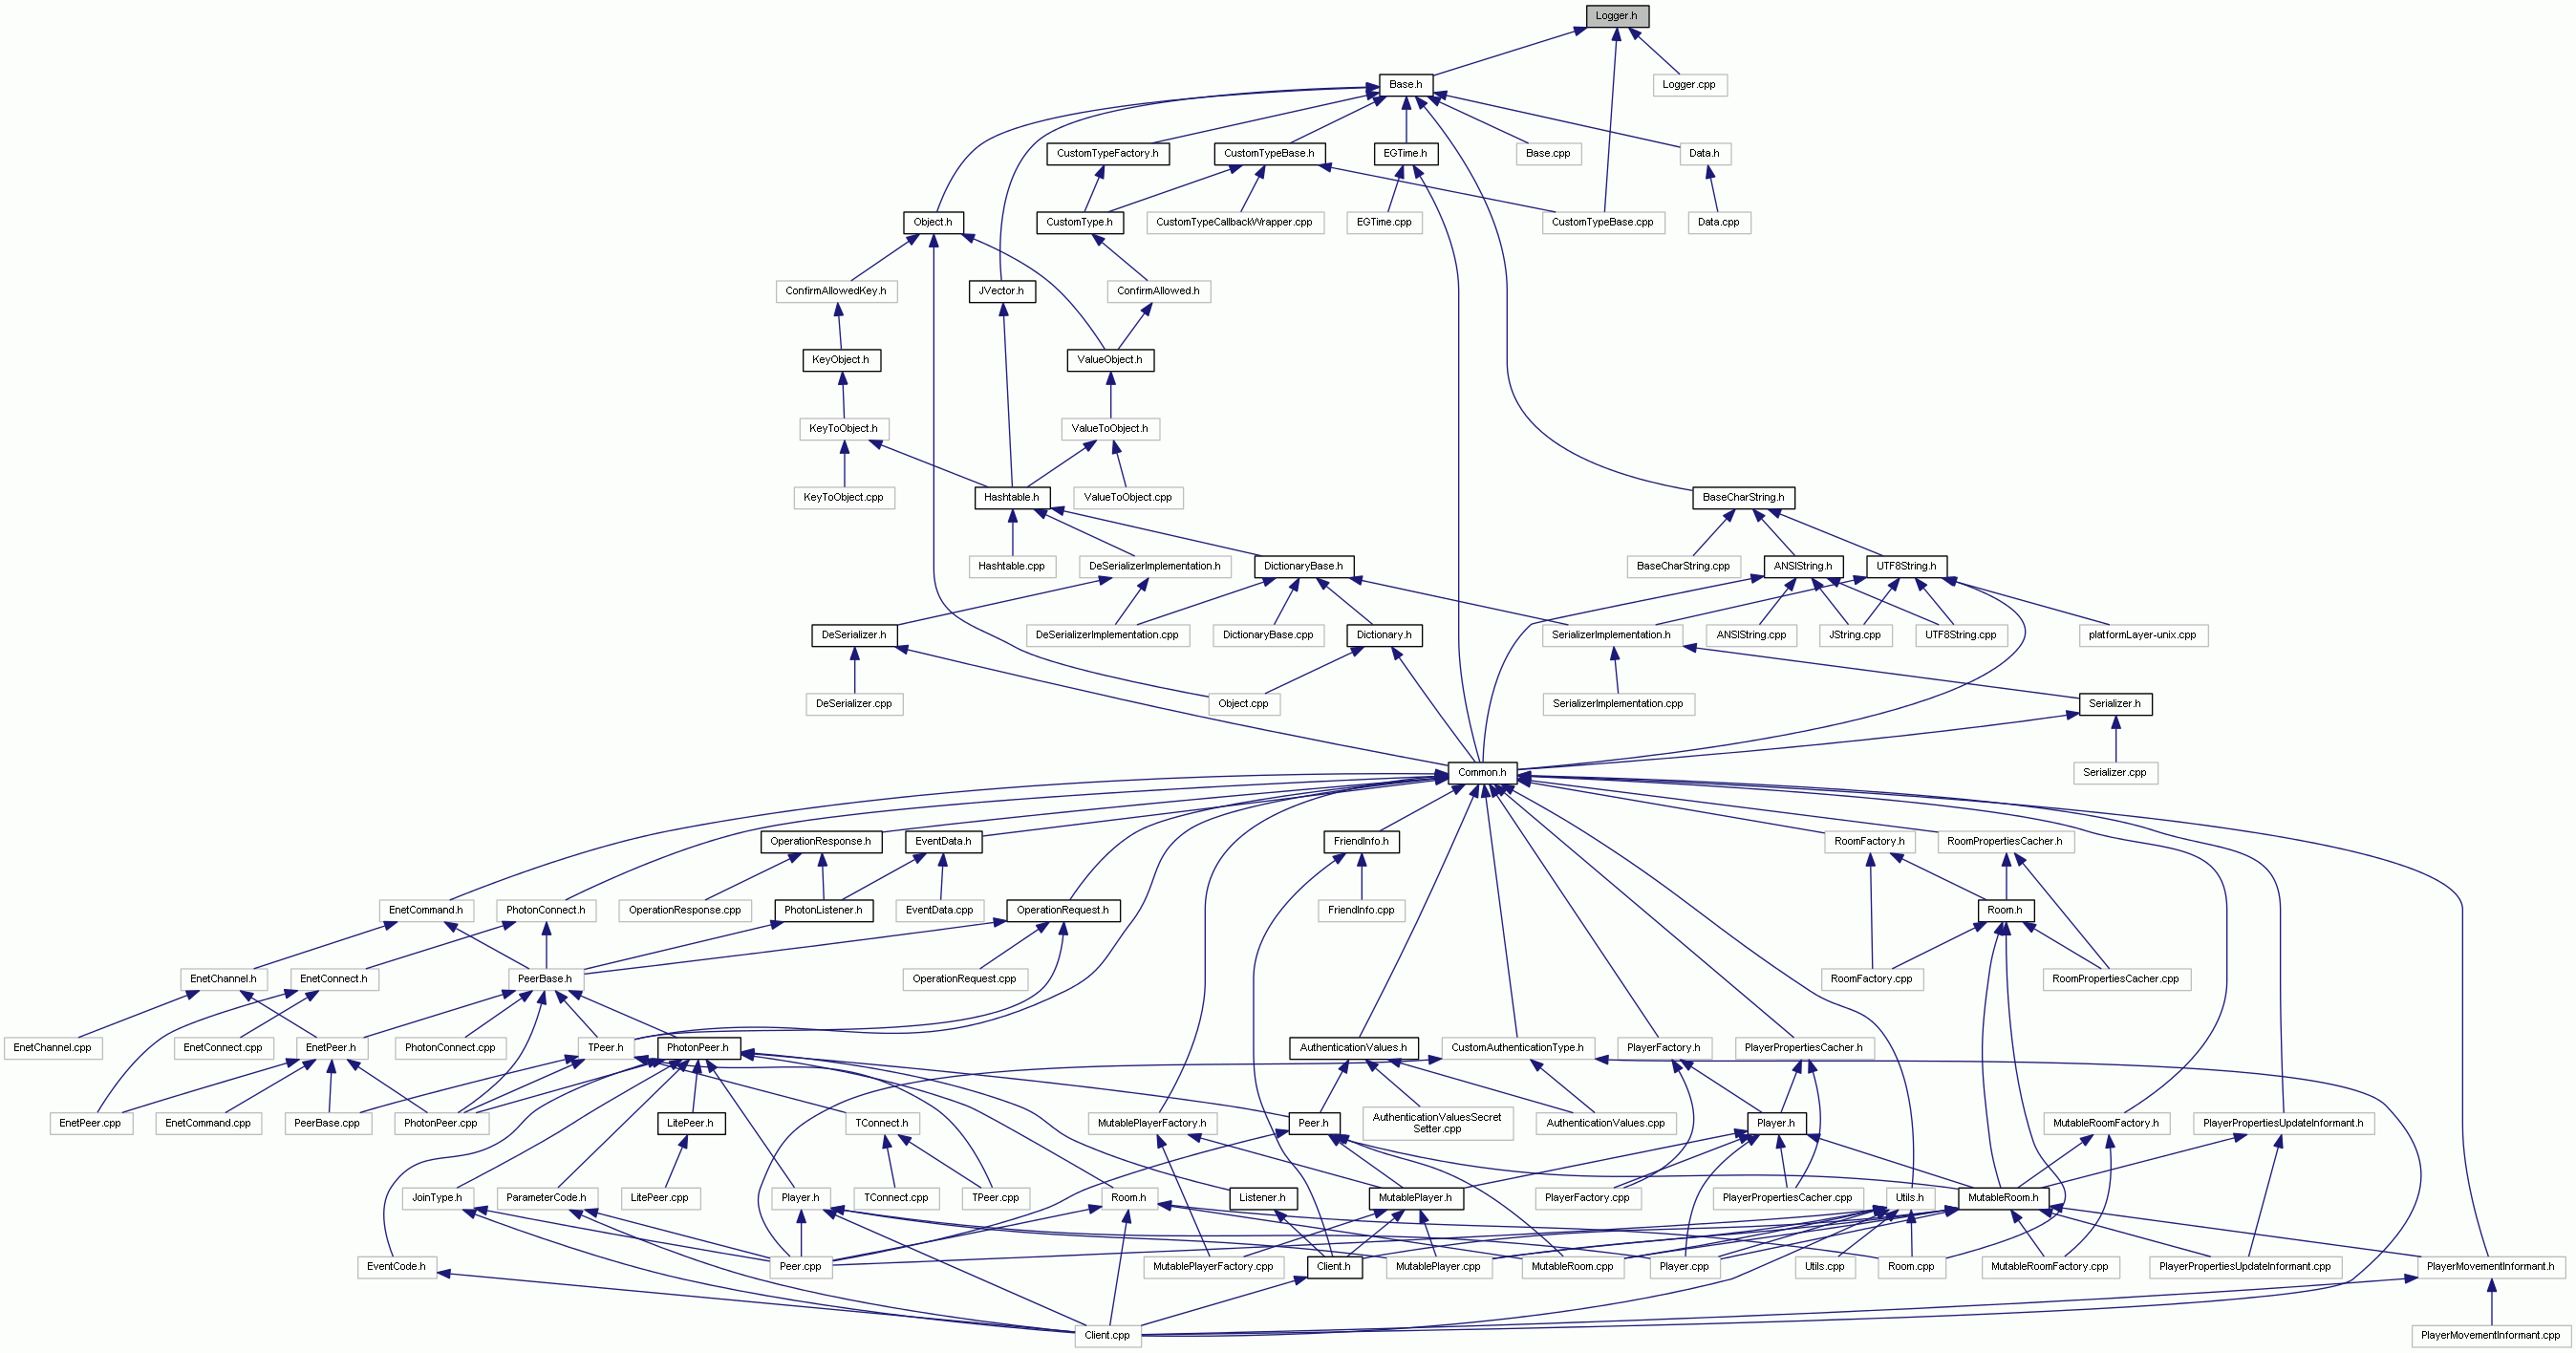 Logger.h
Base.h
Logger.cpp
CustomTypeFactory.h
CustomTypeBase.h
EGTime.h
Base.cpp
Data.h
Object.h
CustomType.h
CustomTypeCallbackWrapper.cpp
EGTime.cpp
CustomTypeBase.cpp
Data.cpp
ConfirmAllowedKey.h
JVector.h
ConfirmAllowed.h
KeyObject.h
ValueObject.h
KeyToObject.h
ValueToObject.h
KeyToObject.cpp
Hashtable.h
ValueToObject.cpp
BaseCharString.h
Hashtable.cpp
DeSerializerImplementation.h
DictionaryBase.h
BaseCharString.cpp
ANSIString.h
UTF8String.h
DeSerializer.h
DeSerializerImplementation.cpp
DictionaryBase.cpp
Dictionary.h
SerializerImplementation.h
ANSIString.cpp
JString.cpp
UTF8String.cpp
platformLayer-unix.cpp
DeSerializer.cpp
Object.cpp
SerializerImplementation.cpp
Serializer.h
Common.h
Serializer.cpp
OperationResponse.h
EventData.h
FriendInfo.h
RoomFactory.h
RoomPropertiesCacher.h
EnetCommand.h
PhotonConnect.h
OperationResponse.cpp
PhotonListener.h
EventData.cpp
OperationRequest.h
FriendInfo.cpp
Room.h
EnetChannel.h
EnetConnect.h
PeerBase.h
OperationRequest.cpp
RoomFactory.cpp
RoomPropertiesCacher.cpp
EnetChannel.cpp
EnetConnect.cpp
EnetPeer.h
PhotonConnect.cpp
TPeer.h
PhotonPeer.h
AuthenticationValues.h
CustomAuthenticationType.h
PlayerFactory.h
PlayerPropertiesCacher.h
EnetPeer.cpp
EnetCommand.cpp
PeerBase.cpp
PhotonPeer.cpp
LitePeer.h
TConnect.h
MutablePlayerFactory.h
Peer.h
AuthenticationValuesSecret
Setter.cpp
AuthenticationValues.cpp
Player.h
MutableRoomFactory.h
PlayerPropertiesUpdateInformant.h
JoinType.h
ParameterCode.h
LitePeer.cpp
Player.h
TConnect.cpp
TPeer.cpp
Room.h
Listener.h
MutablePlayer.h
PlayerFactory.cpp
PlayerPropertiesCacher.cpp
Utils.h
MutableRoom.h
EventCode.h
Peer.cpp
MutablePlayerFactory.cpp
Client.h
MutablePlayer.cpp
MutableRoom.cpp
Player.cpp
Utils.cpp
Room.cpp
MutableRoomFactory.cpp
PlayerPropertiesUpdateInformant.cpp
PlayerMovementInformant.h
Client.cpp
PlayerMovementInformant.cpp